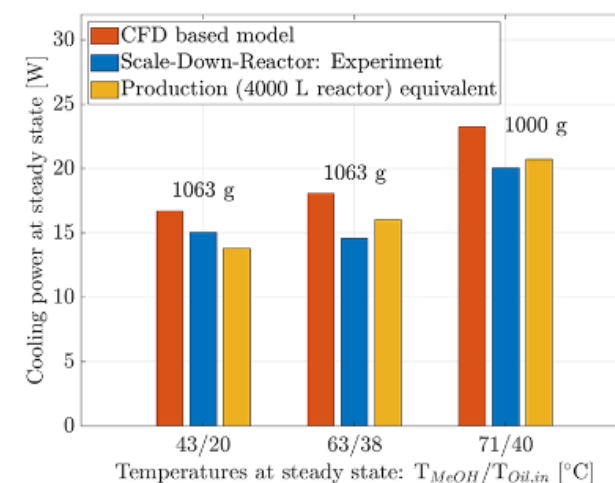 CFD based model
Scale-Down-Reactor: Experiment
Production (4000 L reactor) equivalent
Cooling power at steady state [W]
30
25
20
15
10
5
0
1063 g
1063 g
1000 g
43/20
63/38
71/40
Temperatures at steady state: T_MeOH/T_Oil,in [°C]